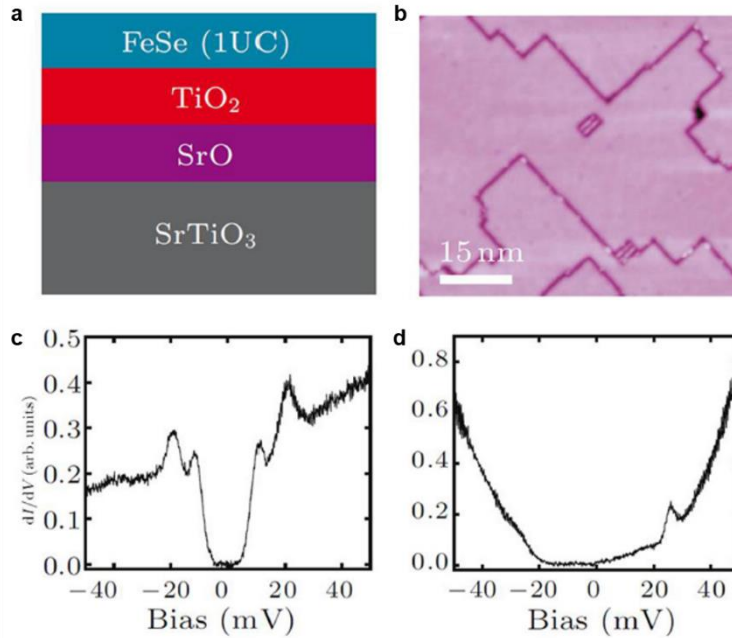 a
FeSe (1UC)
TiO₂
SrO
SrTiO₃
b
15 nm
c
dI/dV (arb. units)
0.5
0.4
0.3
0.2
0.1
0.0
−40 −20 0 20 40
Bias (mV)
d
0.8
0.6
0.4
0.2
0.0
−40 −20 0 20 40
Bias (mV)